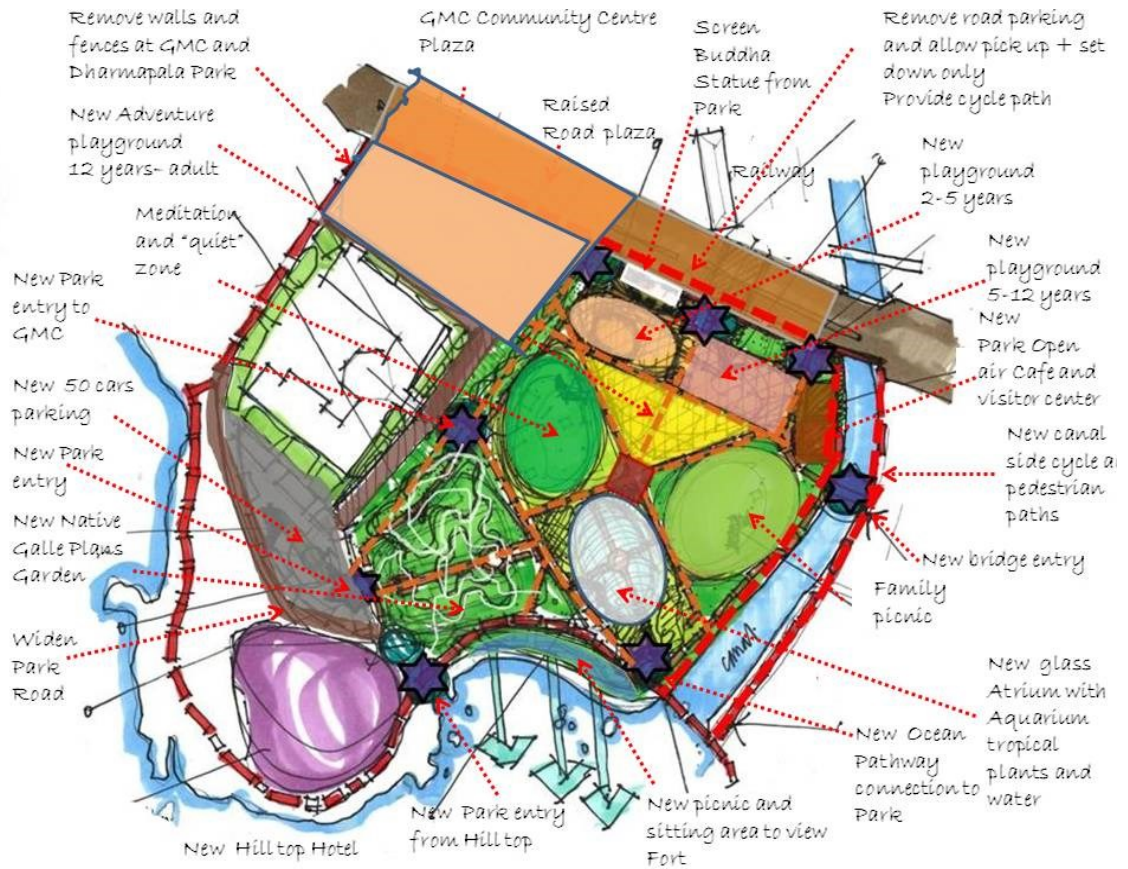 Remove walls and
fences at GMC and
Dharmapala Park
GMC Community Centre
Plaza
Screen
Buddha
Statue from
Park
Remove road parking
and allow pick up + set
down only
Provide cycle path
New Adventure
playground
12 years- adult
Raised
Road plaza
Railway
New
playground
2-5 years
Meditation
and "quiet"
zone
New
playground
5-12 years
New Park
entry to
GMC
New
Park Open
air Cafe and
visitor center
New 50 cars
parking
New canal
side cycle a
pedestrian
paths
New Park
entry
New Native
Galle Plans
Garden
New bridge entry
Family
picnic
canal
Widen
Park
Road
New glass
Atrium with
Aquarium
tropical
plants and
water
New Ocean
Pathway
connection to
Park
New Park entry
from Hill top
New picnic and
sitting area to view
Fort
New Hill top Hotel